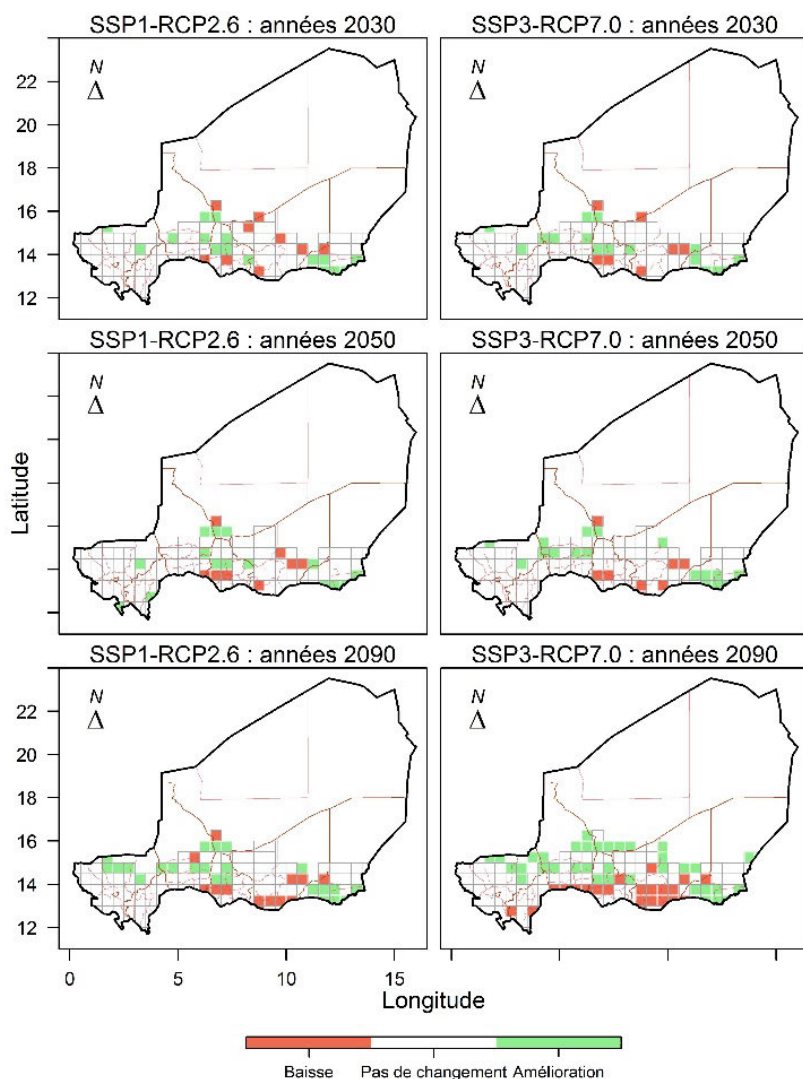 SSP1-RCP2.6 : années 2030
SSP3-RCP7.0 : années 2030
N
Δ
N
Δ
22
20
18
16
14
12
SSP1-RCP2.6 : années 2050
SSP3-RCP7.0 : années 2050
N
Δ
N
Δ
Latitude
SSP1-RCP2.6 : années 2090
SSP3-RCP7.0 : années 2090
N
Δ
N
Δ
22
20
18
16
14
12
0 5 10 15
Longitude
Baisse Pas de changement Amélioration